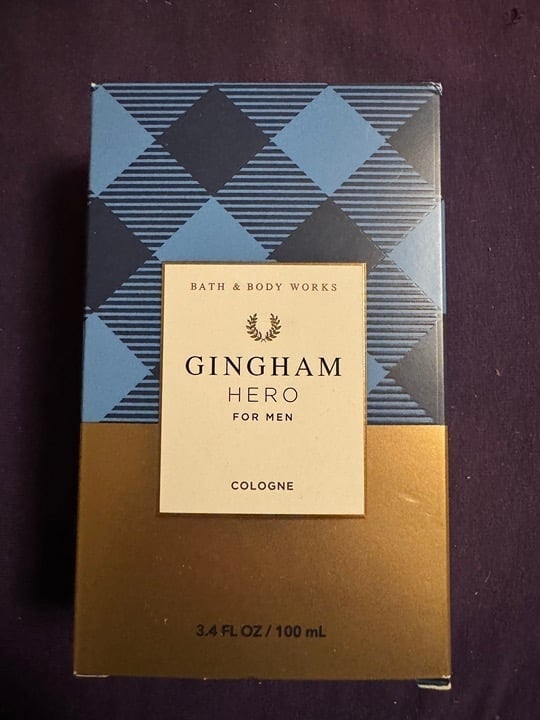 BATH & BODY WORKS
GINGHAM
HERO
FOR MEN
COLOGNE
3.4 FL OZ / 100 mL